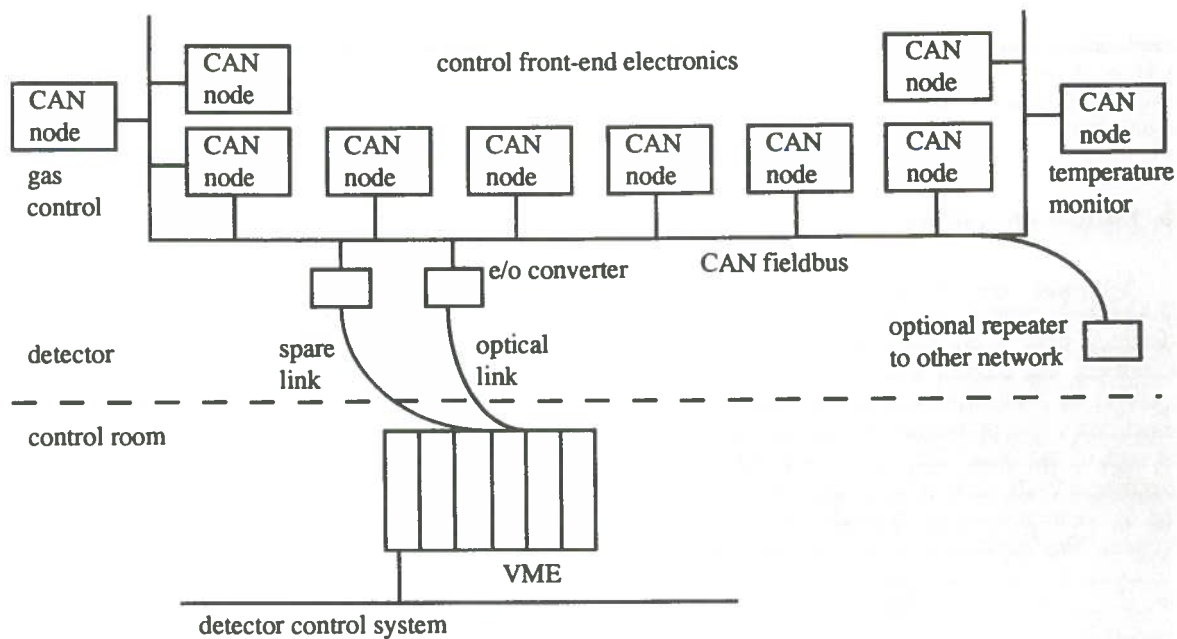 CAN
node
control front-end electronics
CAN
node
CAN
node
CAN
node
CAN
node
CAN
node
CAN
node
CAN
node
CAN
node
CAN
node
CAN
node
gas
control
temperature
monitor
e/o converter
CAN fieldbus
spare
link
optical
link
optional repeater
to other network
detector
control room
VME
detector control system